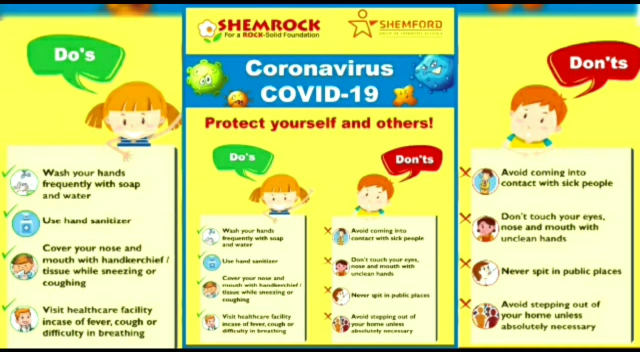 Do's
Wash your hands
frequently with soap
and water
Use hand sanitizer
Cover your nose and
mouth with handkerchief /
tissue while sneezing or
coughing
Visit healthcare facility
incase of fever, cough or
difficulty in breathing
SHEMROCK
For a ROCK-Solid Foundation
SHEMFORD
Coronavirus
COVID-19
Protect yourself and others!
Do's
Wash your hands
frequently with soap
and water
Use hand sanitizer
Cover your nose and
mouth with handkerchief /
tissue while sneezing or
coughing
Visit healthcare facility
incase of fever, cough or
difficulty in breathing
Don'ts
Avoid coming into
contact with sick people
Don't touch your eyes,
nose and mouth with
unclean hands
Never spit in public places
Avoid stepping out of
your home unless
absolutely necessary
Don'ts
Avoid coming into
contact with sick people
Don't touch your eyes,
nose and mouth with
unclean hands
Never spit in public places
Avoid stepping out of
your home unless
absolutely necessary